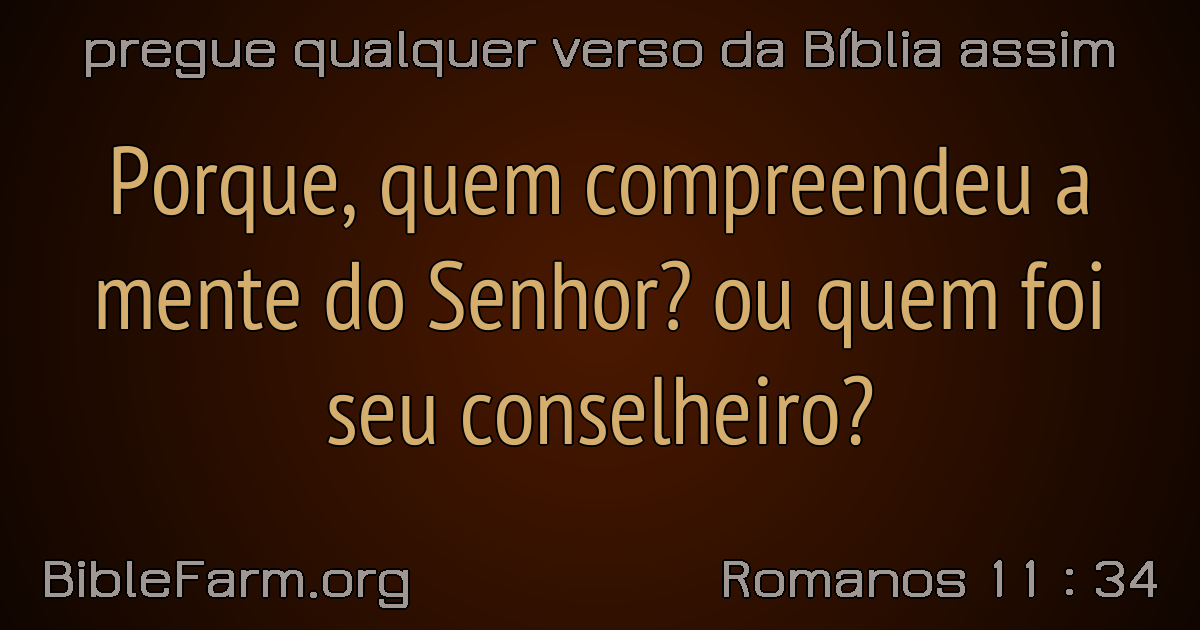 pregue qualquer verso da Bíblia assim
Porque, quem compreendeu a
mente do Senhor? ou quem foi
seu conselheiro?
BibleFarm.org
Romanos 11 : 34